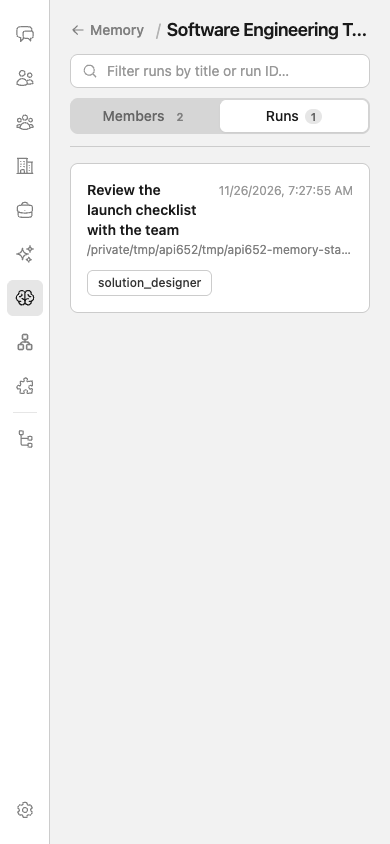 Memory / Software Engineering T...
Filter runs by title or run ID...
Members 2 Runs 1
Review the launch checklist with the team
11/26/2026, 7:27:55 AM
/private/tmp/api652/tmp/api652-memory-sta...
solution_designer